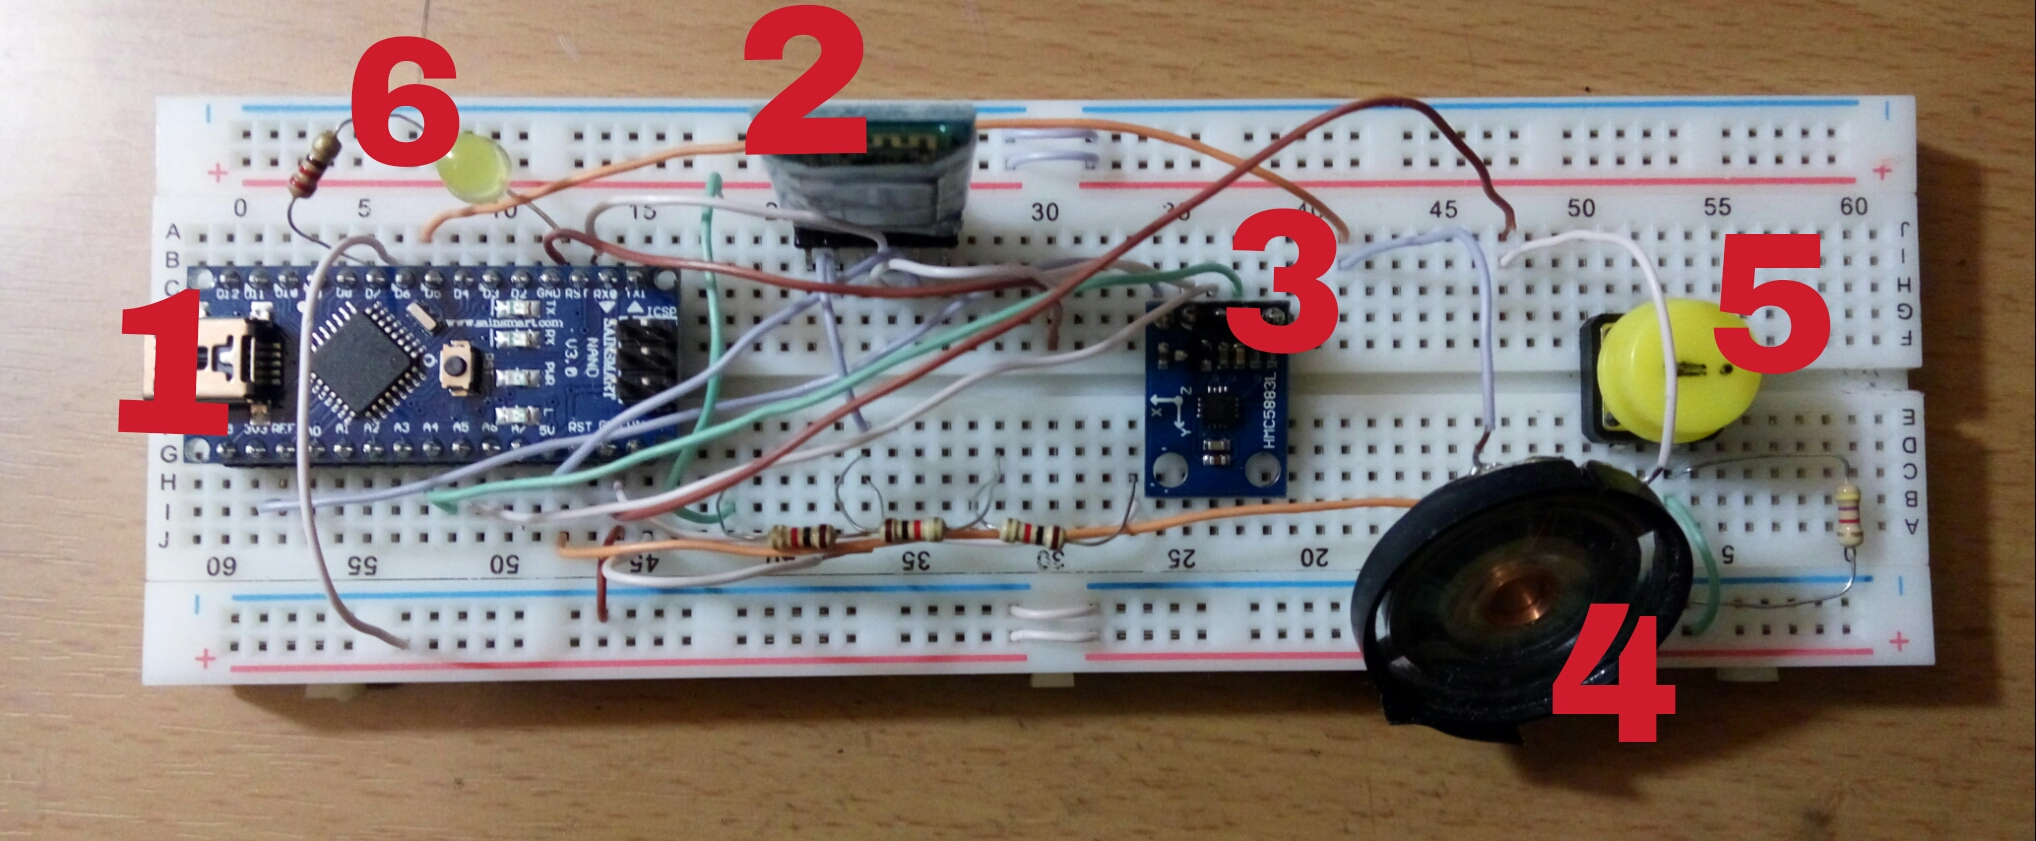 6
2
0 5 10 15 30 45 50 55 60
A
B
C
J
I
H
G
F
3
5
1
D12 D11 D10 D8 D7 D6 D5 D4 D3 D2 GND RST RX0 TX1
www.sainsmart.com
ICSP
TX
RX
PWR
L
SAINSMART
NANO
V3.0
3V3 REF A0 A1 A2 A3 A4 A5 A6 A7 5V RST
X
Y
Z
HMC5883L
G
H
I
J
E
D
C
B
A
60 55 50 45 35 30 25 20 5
4